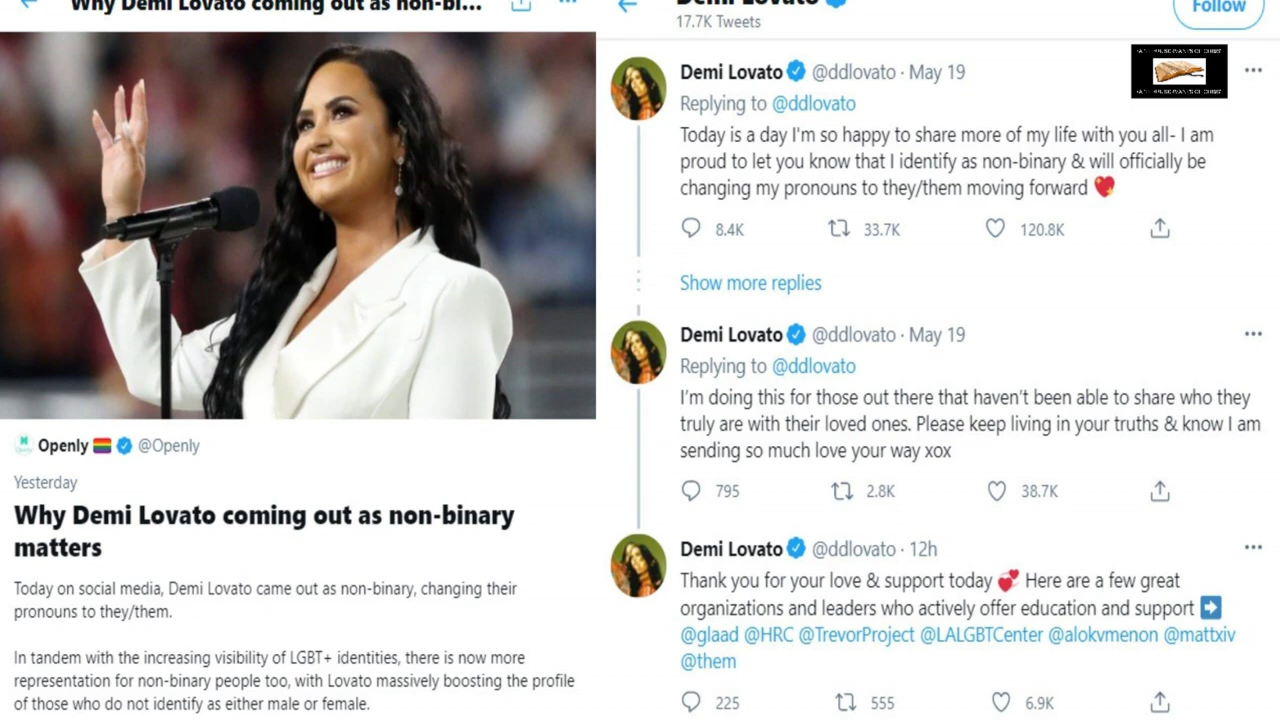 Why Demi Lovato coming out as non-bi...
Openly @Openly
Yesterday
Why Demi Lovato coming out as non-binary
matters
Today on social media, Demi Lovato came out as non-binary, changing their
pronouns to they/them.
In tandem with the increasing visibility of LGBT+ identities, there is now more
representation for non-binary people too, with Lovato massively boosting the profile
of those who do not identify as either male or female.
Demi Lovato
17.7K Tweets
Follow
Demi Lovato @ddlovato · May 19
Replying to @ddlovato
Today is a day I'm so happy to share more of my life with you all- I am
proud to let you know that I identify as non-binary & will officially be
changing my pronouns to they/them moving forward 💖
8.4K 33.7K 120.8K
Show more replies
Demi Lovato @ddlovato · May 19
Replying to @ddlovato
I'm doing this for those out there that haven't been able to share who they
truly are with their loved ones. Please keep living in your truths & know I am
sending so much love your way xox
795 2.8K 38.7K
Demi Lovato @ddlovato · 12h
Thank you for your love & support today 💞 Here are a few great
organizations and leaders who actively offer education and support ➡️
@glaad @HRC @TrevorProject @LALGBTCenter @alokvmenon @mattxiv
@them
225 555 6.9K